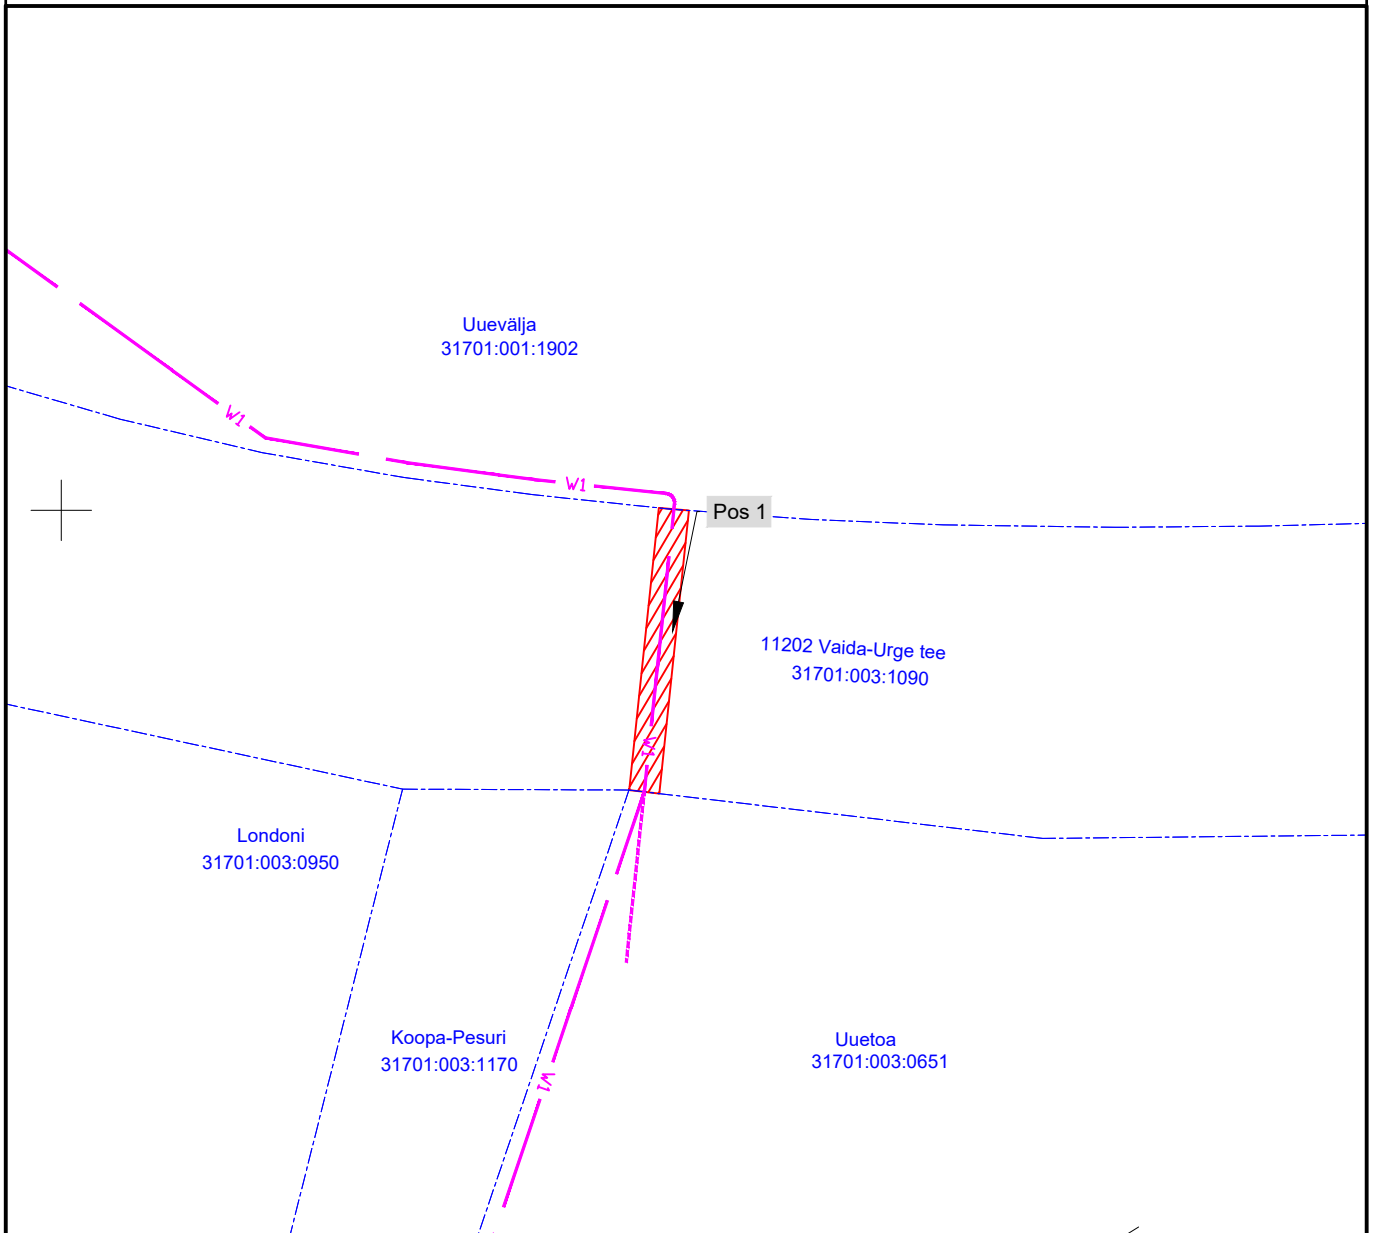 Uuevälja
31701:001:1902
W1
W1
Pos 1
11202 Vaida-Urge tee
31701:003:1090
W1
Londoni
31701:003:0950
Koopa-Pesuri
31701:003:1170
Uuetoa
31701:003:0651
W1